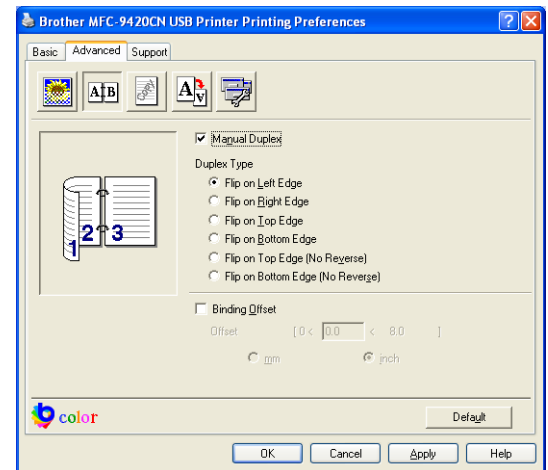 Brother MFC-9420CN USB Printer Printing Preferences
Basic Advanced Support
A B A A
Manual Duplex
Duplex Type
Flip on Left Edge
Flip on Right Edge
Flip on Top Edge
Flip on Bottom Edge
Flip on Top Edge (No Reverse)
Flip on Bottom Edge (No Reverse)
1 2 3
Binding Offset
Offset [ 0 < 0.0 < 8.0 ]
mm inch
color
Default
OK Cancel Apply Help